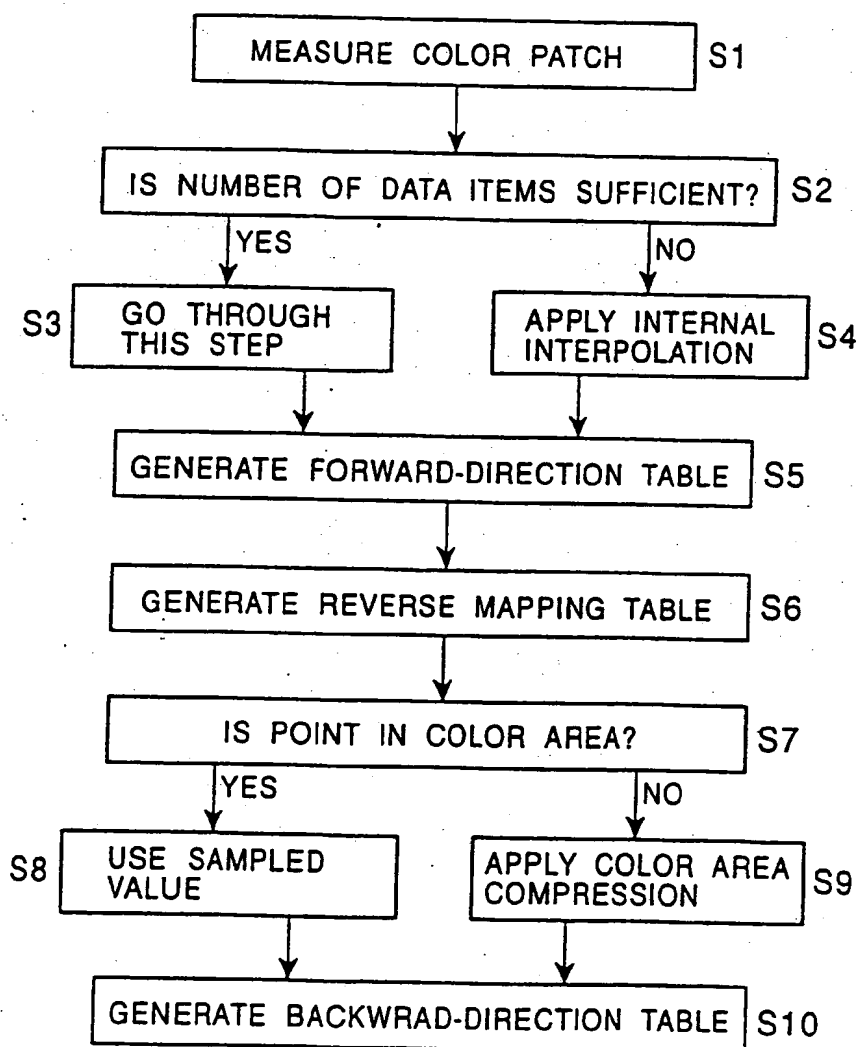 MEASURE COLOR PATCH S1
IS NUMBER OF DATA ITEMS SUFFICIENT? S2
YES NO
S3 GO THROUGH
THIS STEP
APPLY INTERNAL
INTERPOLATION S4
GENERATE FORWARD-DIRECTION TABLE S5
GENERATE REVERSE MAPPING TABLE S6
IS POINT IN COLOR AREA? S7
YES NO
S8 USE SAMPLED
VALUE
APPLY COLOR AREA
COMPRESSION S9
GENERATE BACKWRAD-DIRECTION TABLE S10